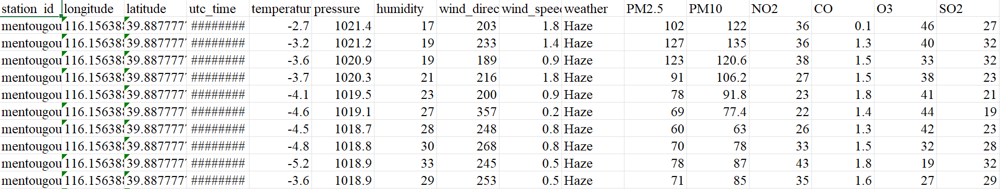 station_id longitude latitude utc_time temperatur pressure humidity wind_direc wind_speed weather PM2.5 PM10 NO2 CO O3 SO2
mentougou 116.15638 39.887777 ######## -2.7 1021.4 17 203 1.8 Haze 102 122 36 0.1 46 27
mentougou 116.15638 39.887777 ######## -3.2 1021.2 19 233 1.4 Haze 127 135 36 1.3 40 32
mentougou 116.15638 39.887777 ######## -3.6 1020.9 19 189 0.9 Haze 123 120.6 38 1.5 33 32
mentougou 116.15638 39.887777 ######## -3.7 1020.3 21 216 1.8 Haze 91 106.2 27 1.5 38 23
mentougou 116.15638 39.887777 ######## -4.1 1019.5 23 200 0.9 Haze 78 91.8 23 1.8 41 21
mentougou 116.15638 39.887777 ######## -4.6 1019.1 27 357 0.2 Haze 69 77.4 22 1.4 44 19
mentougou 116.15638 39.887777 ######## -4.5 1018.7 28 248 0.8 Haze 60 63 26 1.3 42 23
mentougou 116.15638 39.887777 ######## -4.8 1018.8 30 268 0.8 Haze 70 78 33 1.5 32 28
mentougou 116.15638 39.887777 ######## -5.2 1018.9 33 245 0.5 Haze 78 87 43 1.8 19 32
mentougou 116.15638 39.887777 ######## -3.6 1018.9 29 253 0.5 Haze 71 85 35 1.6 27 29